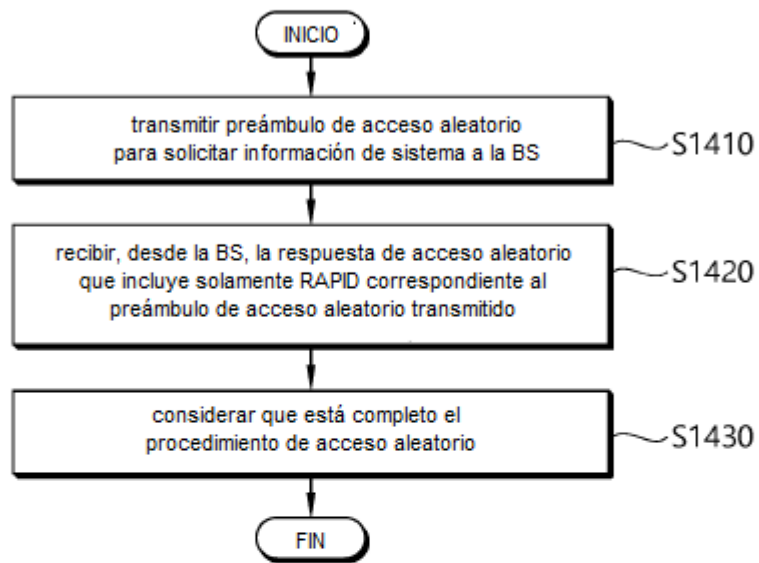 INICIO
transmitir preámbulo de acceso aleatorio
para solicitar información de sistema a la BS
S1410
recibir, desde la BS, la respuesta de acceso aleatorio
que incluye solamente RAPID correspondiente al
preámbulo de acceso aleatorio transmitido
S1420
considerar que está completo el
procedimiento de acceso aleatorio
S1430
FIN